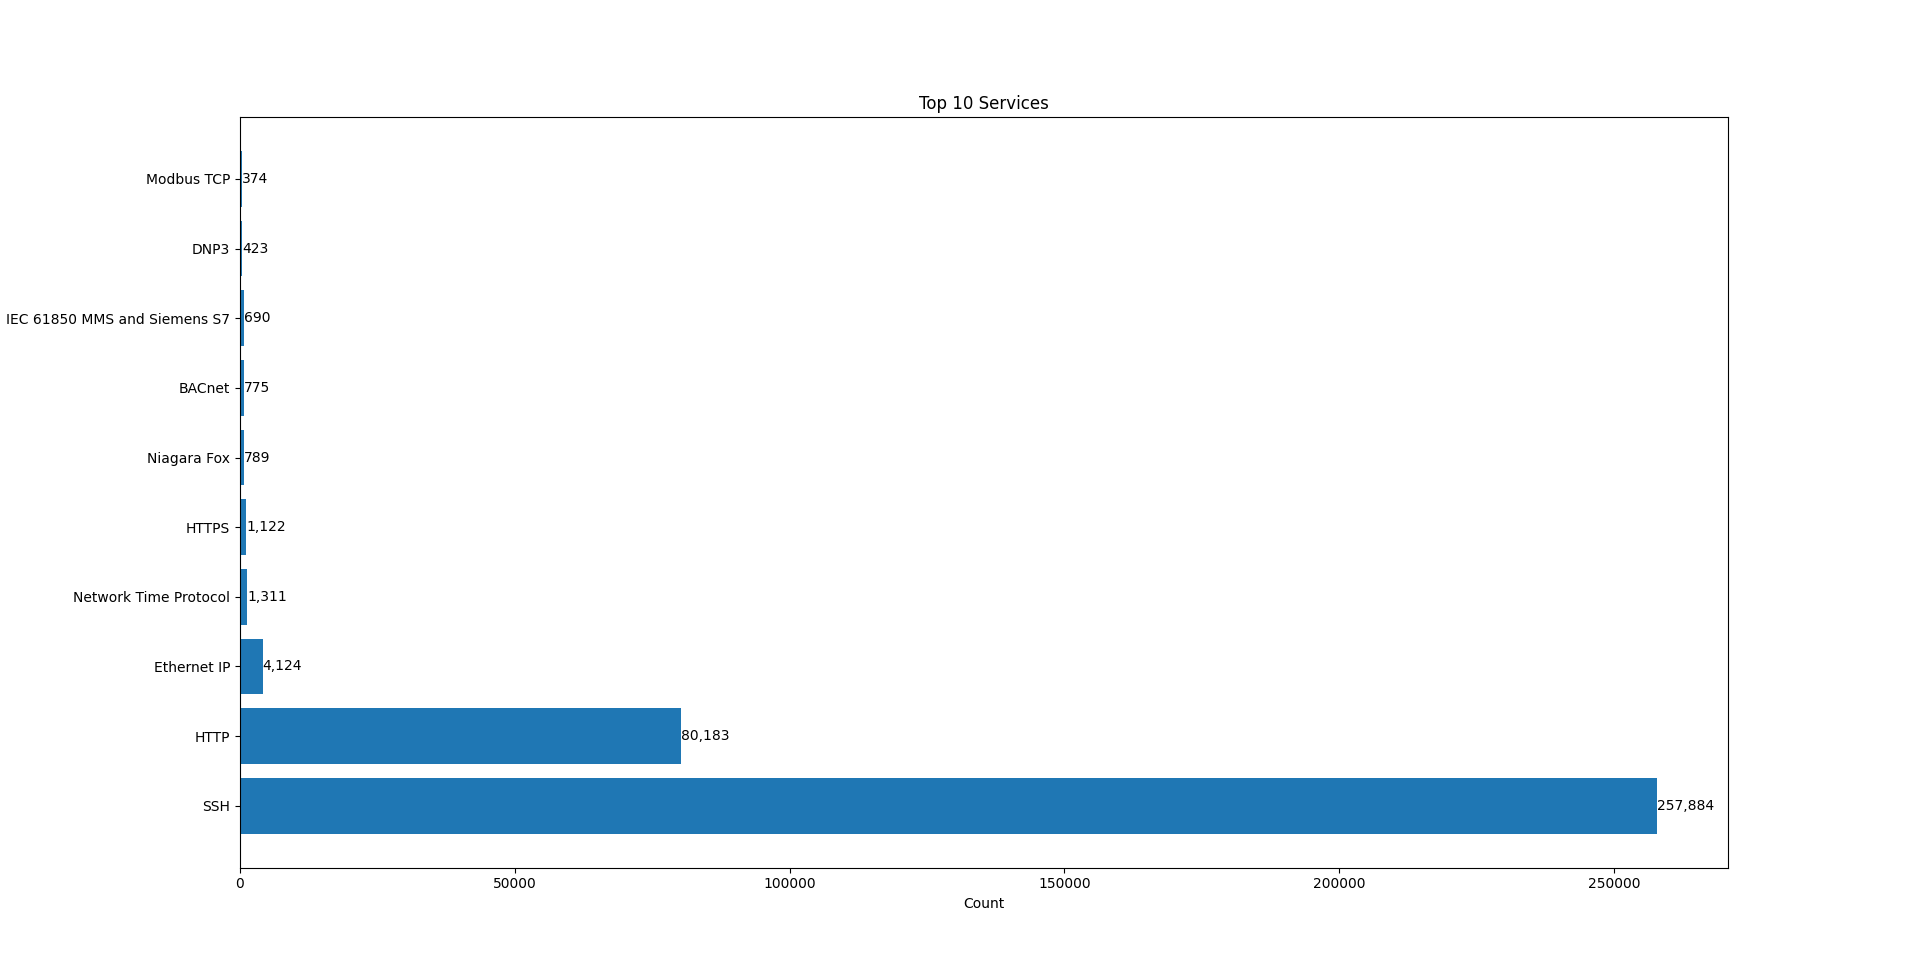 Top 10 Services
Modbus TCP 374
DNP3 423
IEC 61850 MMS and Siemens S7 690
BACnet 775
Niagara Fox 789
HTTPS 1,122
Network Time Protocol 1,311
Ethernet IP 4,124
HTTP 80,183
SSH 257,884
0 50000 100000 150000 200000 250000
Count